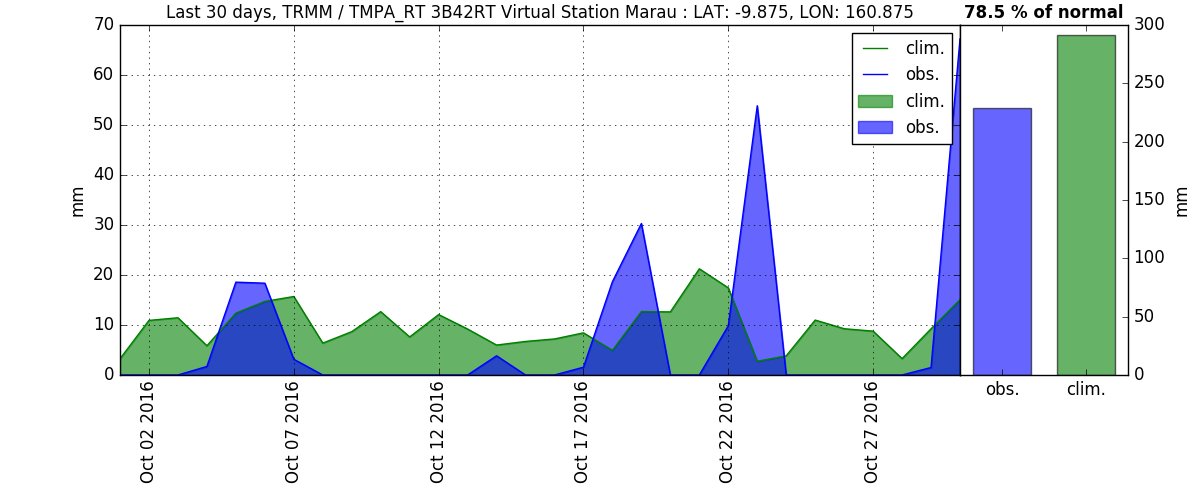 Last 30 days, TRMM / TMPA_RT 3B42RT Virtual Station Marau : LAT: -9.875, LON: 160.875
78.5 % of normal
70
60
50
40
30
20
10
0
mm
clim.
obs.
clim.
obs.
300
250
200
150
100
50
0
mm
Oct 02 2016
Oct 07 2016
Oct 12 2016
Oct 17 2016
Oct 22 2016
Oct 27 2016
obs.
clim.